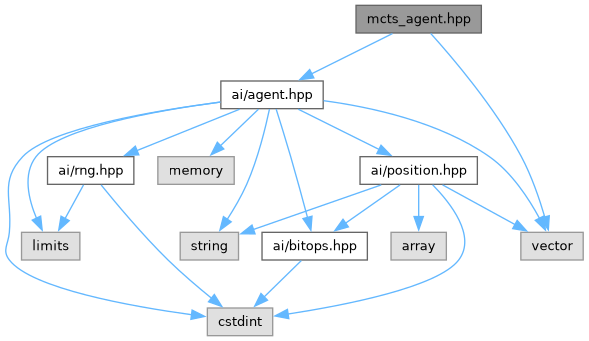 mcts_agent.hpp
ai/agent.hpp
ai/rng.hpp
memory
ai/position.hpp
limits
string
ai/bitops.hpp
array
vector
cstdint